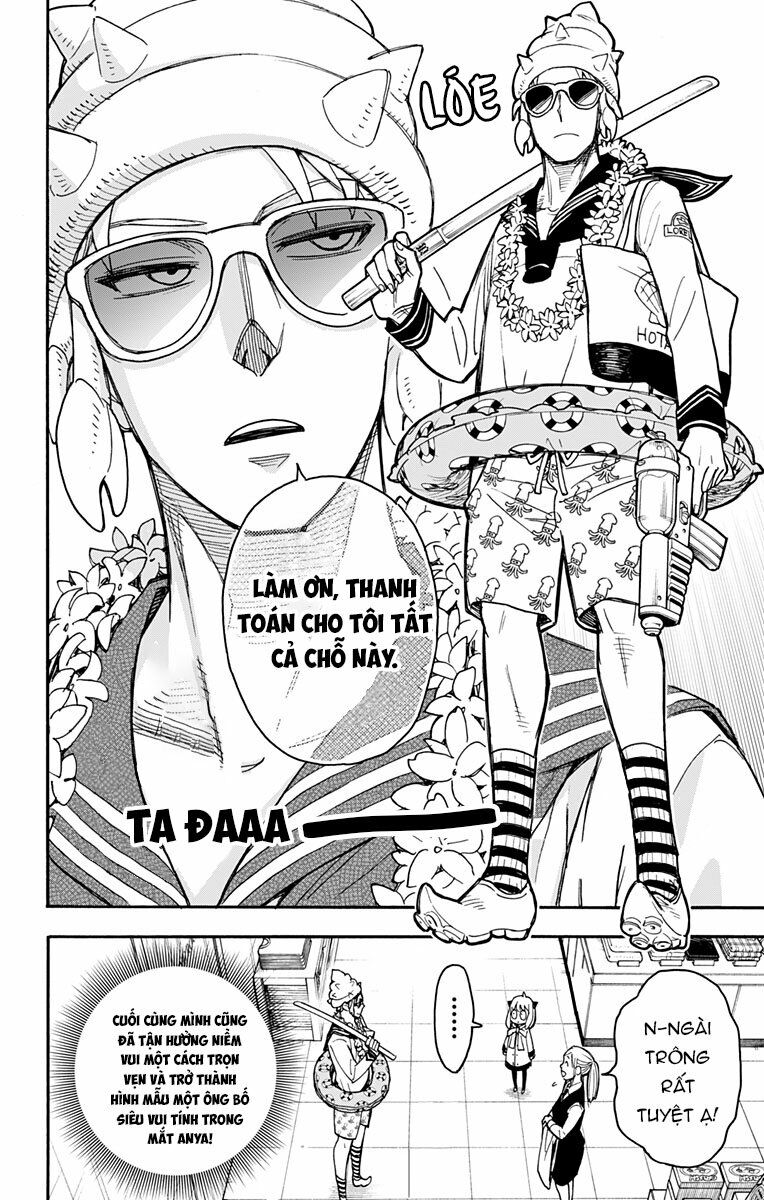 LÓE
LORE
HOT
LÀM ƠN, THANH
TOÁN CHO TÔI TẤT
CẢ CHỖ NÀY.
TA ĐAAA
N-NGÀI
TRÔNG
RẤT
TUYỆT Ạ!
......
CUỐI CÙNG MÌNH CŨNG
ĐÃ TẬN HƯỞNG NIỀM
VUI MỘT CÁCH TRỌN
VẸN VÀ TRỞ THÀNH
HÌNH MẪU MỘT ÔNG BỐ
SIÊU VUI TÍNH TRONG
MẮT ANYA!